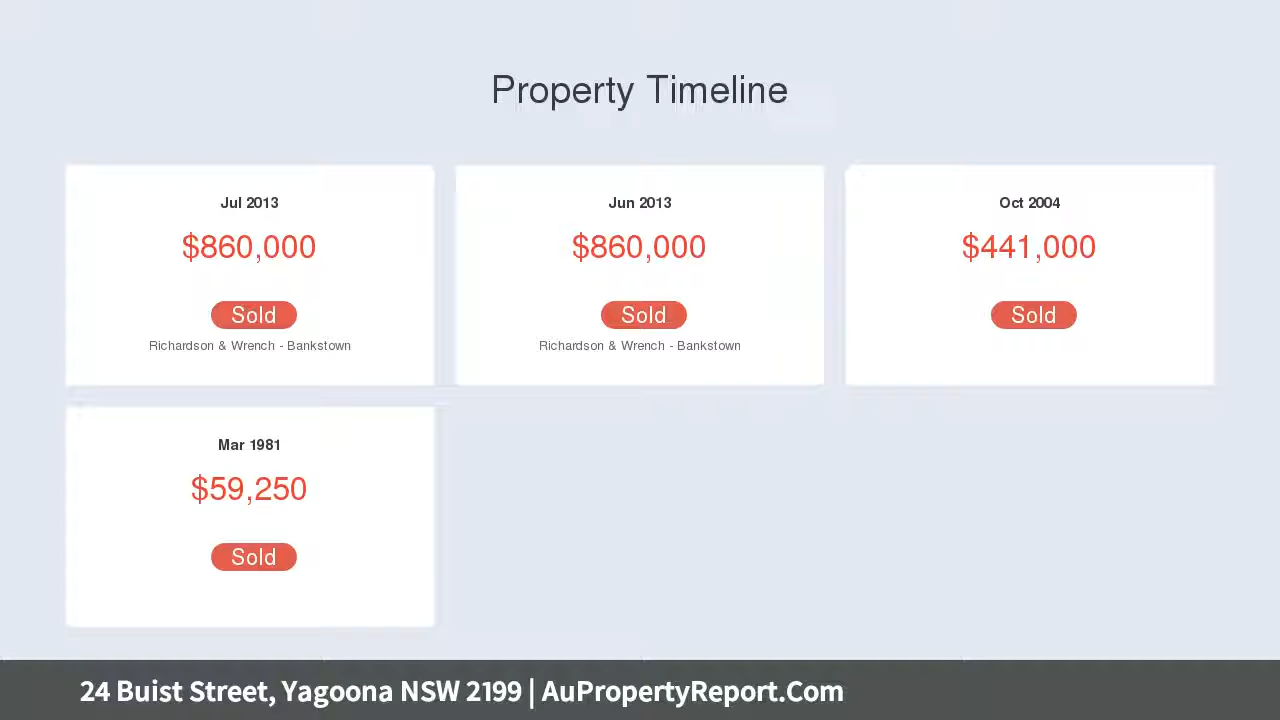 Property Timeline
Jul 2013
$860,000
Sold
Richardson & Wrench - Bankstown
Jun 2013
$860,000
Sold
Richardson & Wrench - Bankstown
Oct 2004
$441,000
Sold
Mar 1981
$59,250
Sold
24 Buist Street, Yagoona NSW 2199 | AuPropertyReport.Com